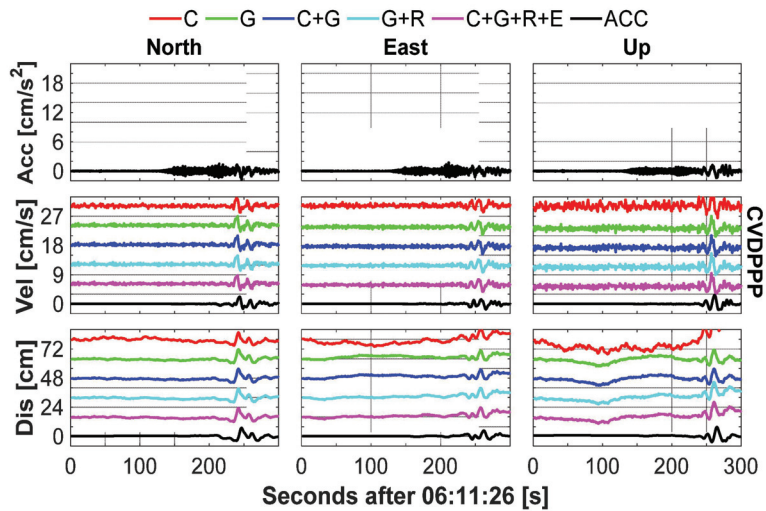 C G C+G G+R C+G+R+E ACC
North East Up
Acc [cm/s²]
18
12
6
0
Vel [cm/s]
27
18
9
0
CVDPPP
Dis [cm]
72
48
24
0
0 100 200 0 100 200 0 100 200 300
Seconds after 06:11:26 [s]